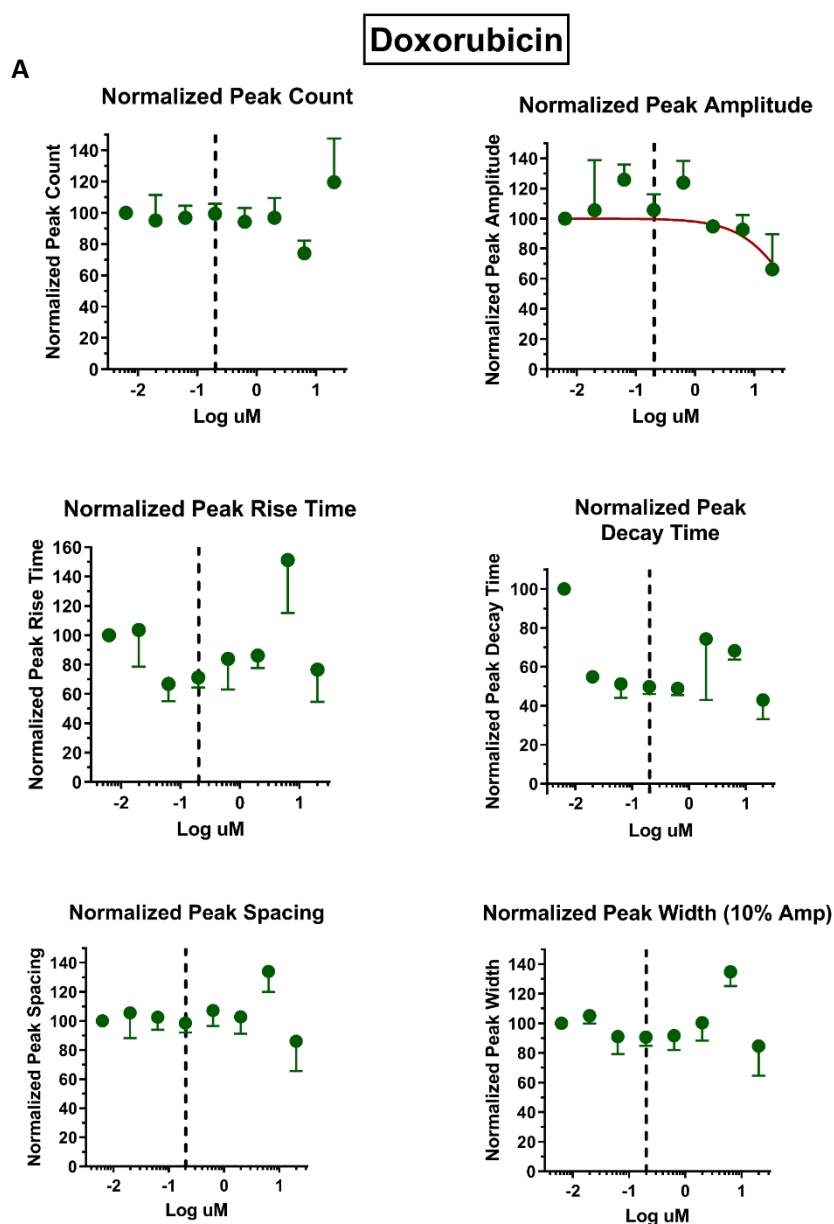 Doxorubicin
A
Normalized Peak Count
Normalized Peak Count
140
120
100
80
60
40
20
0
-2 -1 0 1
Log uM
Normalized Peak Amplitude
Normalized Peak Amplitude
140
120
100
80
60
40
20
0
-2 -1 0 1
Log uM
Normalized Peak Rise Time
Normalized Peak Rise Time
160
140
120
100
80
60
40
20
0
-2 -1 0 1
Log uM
Normalized Peak
Decay Time
Normalized Peak Decay Time
100
80
60
40
20
0
-2 -1 0 1
Log uM
Normalized Peak Spacing
Normalized Peak Spacing
140
120
100
80
60
40
20
0
-2 -1 0 1
Log uM
Normalized Peak Width (10% Amp)
Normalized Peak Width
140
120
100
80
60
40
20
0
-2 -1 0 1
Log uM